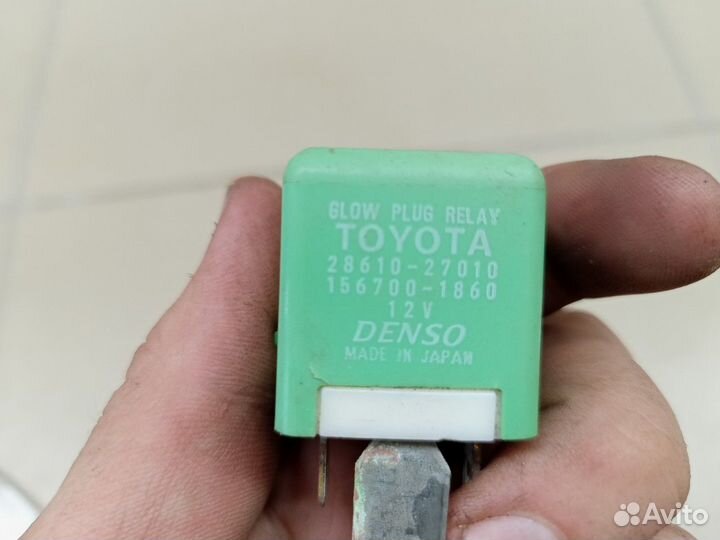 GLOW PLUG RELAY
TOYOTA
28610-27010
156700-1860
12V
DENSO
MADE IN JAPAN
Avito